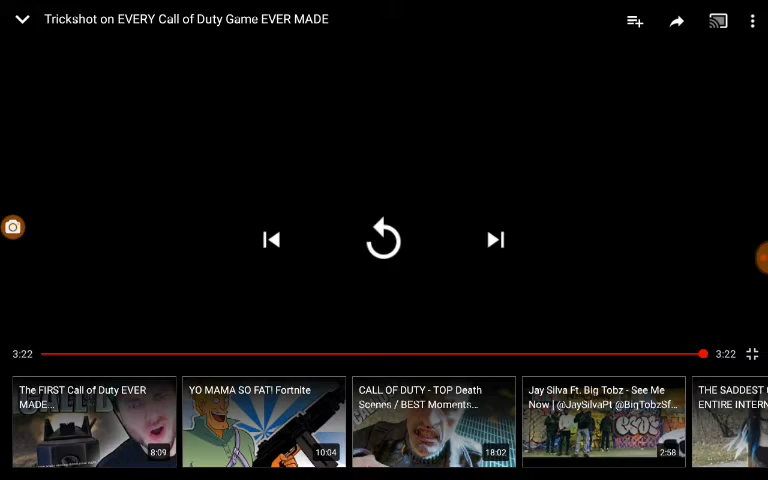 Trickshot on EVERY Call of Duty Game EVER MADE
3:22
3:22
The FIRST Call of Duty EVER
MADE...
8:09
YO MAMA SO FAT! Fortnite
10:04
CALL OF DUTY - TOP Death
Scenes / BEST Moments...
18:02
Jay Silva Ft. Big Tobz - See Me
Now | @JaySilvaPt @BigTobzSf...
2:58
THE SADDEST
ENTIRE INTERN